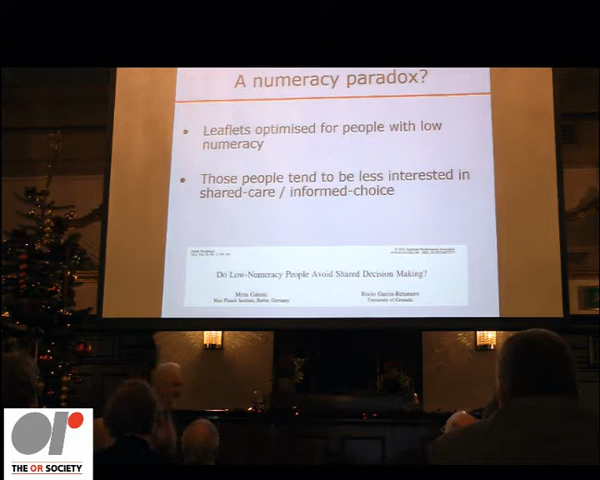 A numeracy paradox?
• Leaflets optimised for people with low
numeracy
• Those people tend to be less interested in
shared-care / informed-choice
Do Low-Numeracy People Avoid Shared Decision Making?
Mirta Galesic
Max Planck Institute, Berlin, Germany
Rocio Garcia-Retamero
University of Granada
or
THE OR SOCIETY